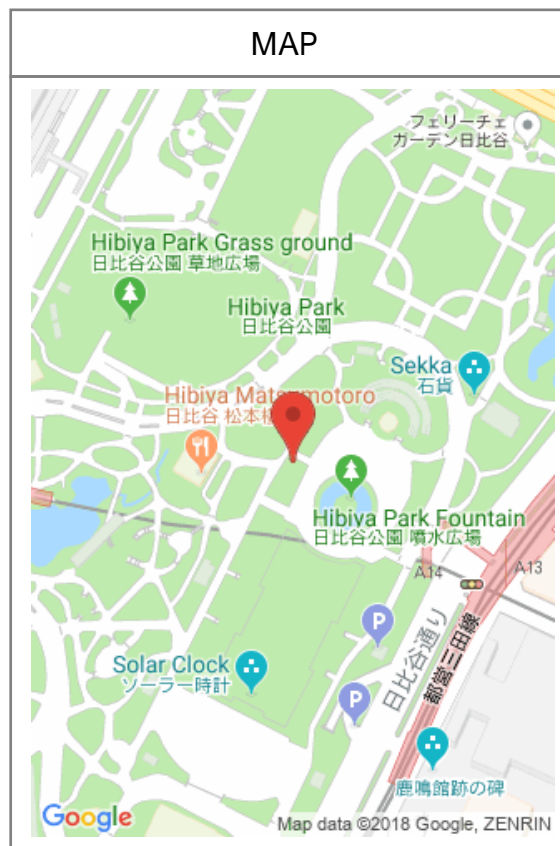 MAP
フェリーチェ
ガーデン日比谷
Hibiya Park Grass ground
日比谷公園 草地広場
Hibiya Park
日比谷公園
Sekka
石貨
Hibiya Matsumotoro
日比谷 松本楼
Hibiya Park Fountain
日比谷公園 噴水広場
A14
A13
P
日比谷通り
都営三田線
Solar Clock
ソーラー時計
P
鹿鳴館跡の碑
Google
Map data ©2018 Google, ZENRIN